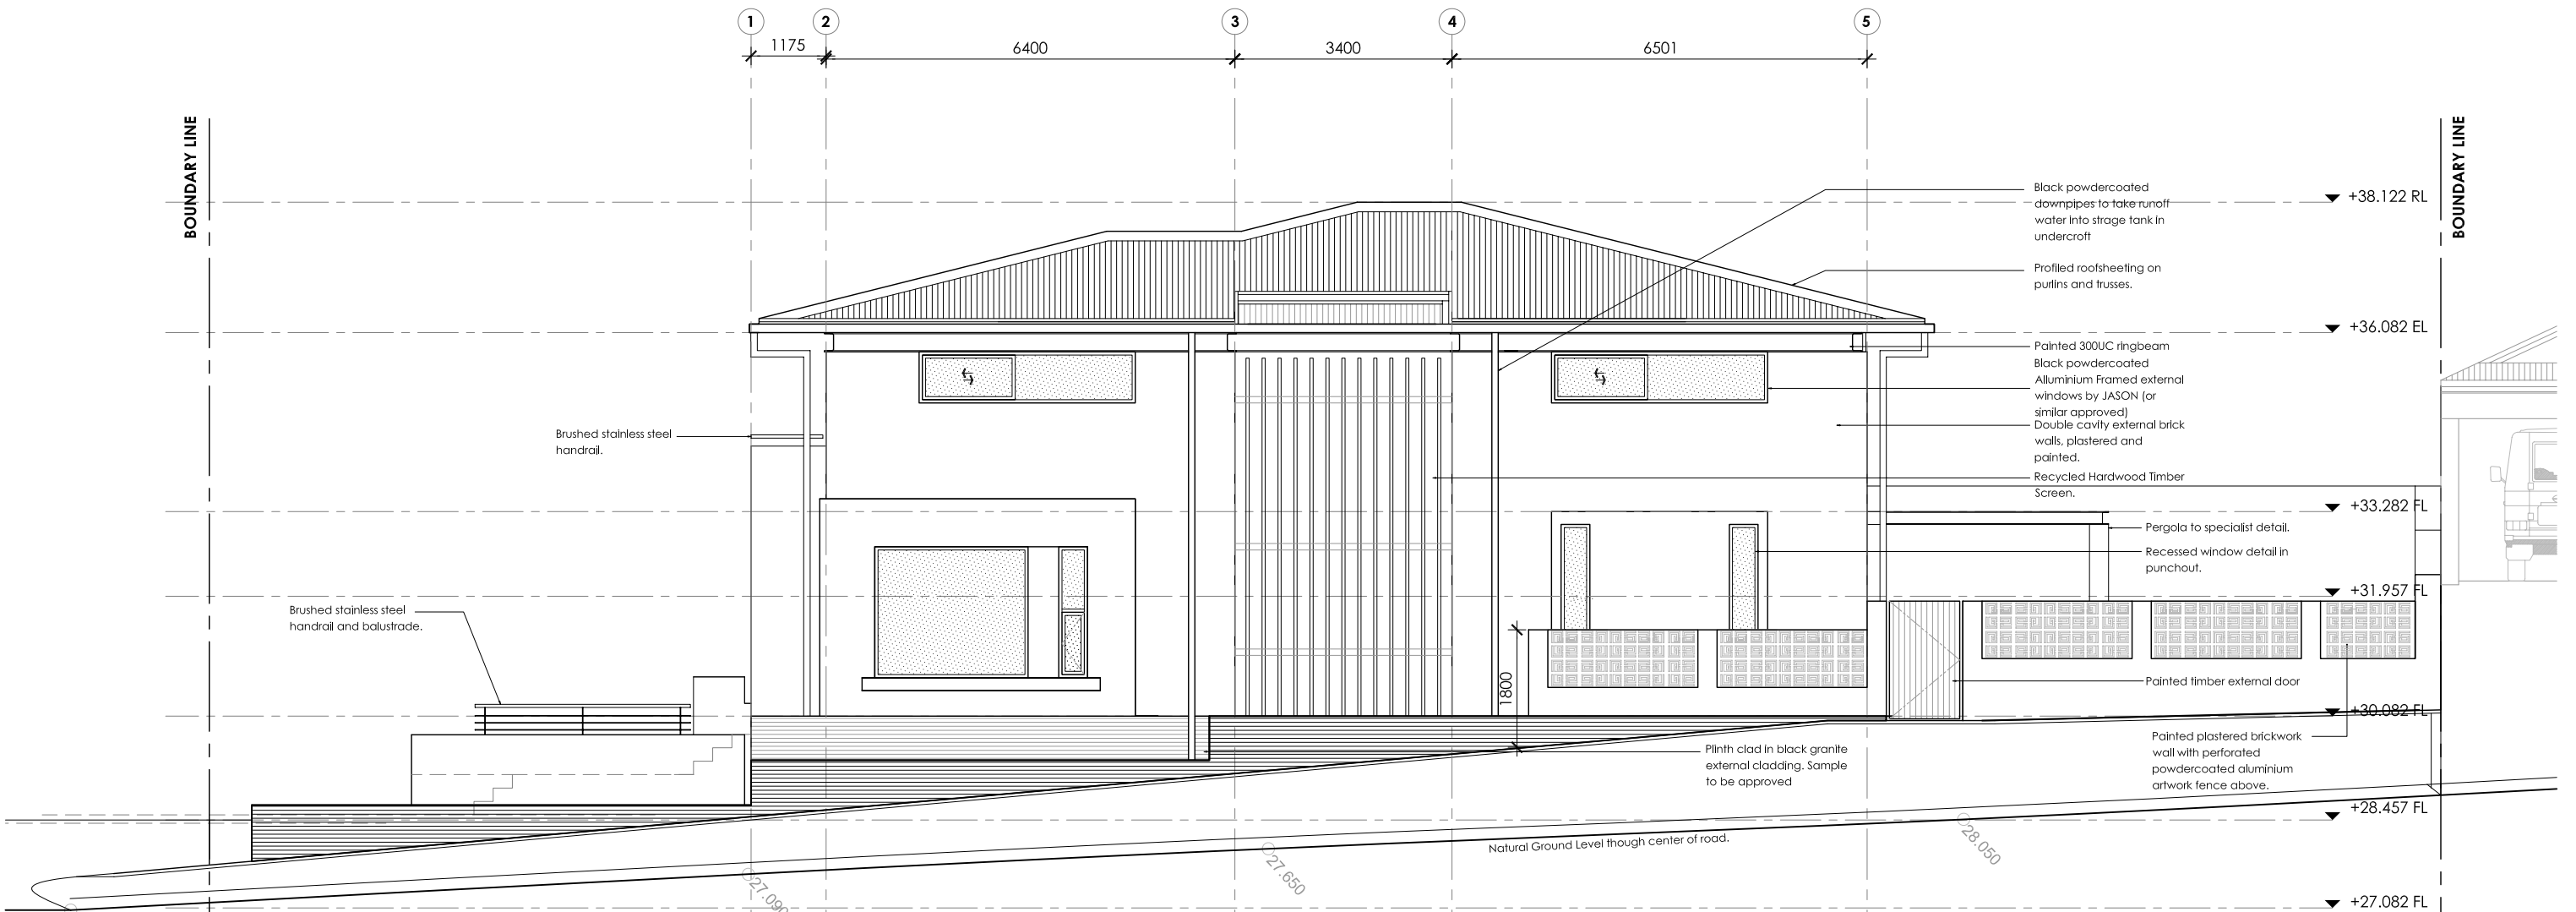 1 2 3 4 5
1175 6400 3400 6501
BOUNDARY LINE
BOUNDARY LINE
Black powdercoated
downpipes to take runoff
water into strage tank in
undercroft
+38.122 RL
Profiled roofsheeting on
purlins and trusses.
+36.082 EL
Painted 300UC ringbeam
Black powdercoated
Alluminium Framed external
windows by JASON (or
similar approved)
Double cavity external brick
walls, plastered and
painted.
Brushed stainless steel
handrail.
Recycled Hardwood Timber
Screen.
+33.282 FL
Pergola to specialist detail.
Recessed window detail in
punchout.
+31.957 FL
Brushed stainless steel
handrail and balustrade.
1800
Painted timber external door
+30.082 FL
Painted plastered brickwork
wall with perforated
powdercoated aluminium
artwork fence above.
Plinth clad in black granite
external cladding. Sample
to be approved
+28.457 FL
Natural Ground Level though center of road.
28.050
27.650
27.090
+27.082 FL